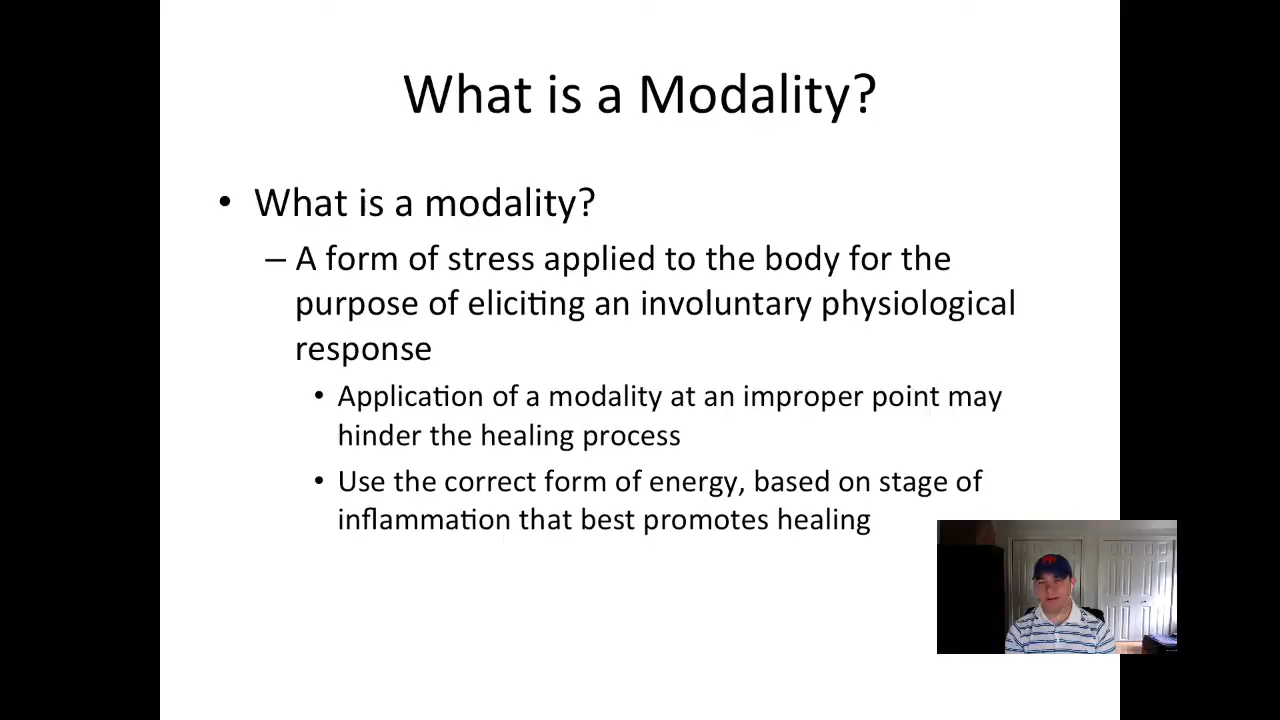 What is a Modality?
• What is a modality?
– A form of stress applied to the body for the
purpose of eliciting an involuntary physiological
response
• Application of a modality at an improper point may
hinder the healing process
• Use the correct form of energy, based on stage of
inflammation that best promotes healing